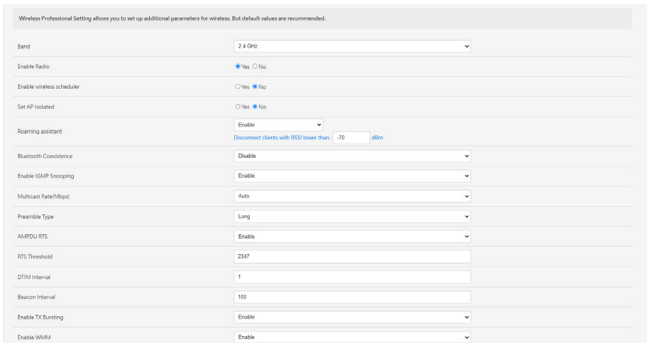 Wireless Professional Setting allows you to set up additional parameters for wireless. But default values are recommended.
Band 2.4 GHz
Enable Radio Yes No
Enable wireless scheduler Yes No
Set AP Isolated Yes No
Roaming assistant Enable
Disconnect clients with RSSI lower than : -70 dBm
Bluetooth Coexistence Disable
Enable IGMP Snooping Enable
Multicast Rate(Mbps) Auto
Preamble Type Long
AMPDU RTS Enable
RTS Threshold 2347
DTIM Interval 1
Beacon Interval 100
Enable TX Bursting Enable
Enable WMM Enable